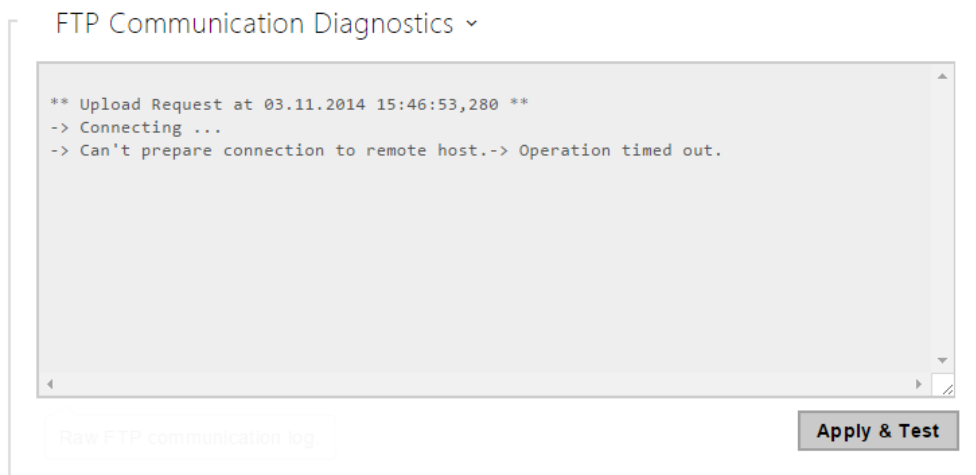 FTP Communication Diagnostics
** Upload Request at 03.11.2014 15:46:53,280 **
-> Connecting ...
-> Can't prepare connection to remote host.-> Operation timed out.
Raw FTP communication log.
Apply & Test